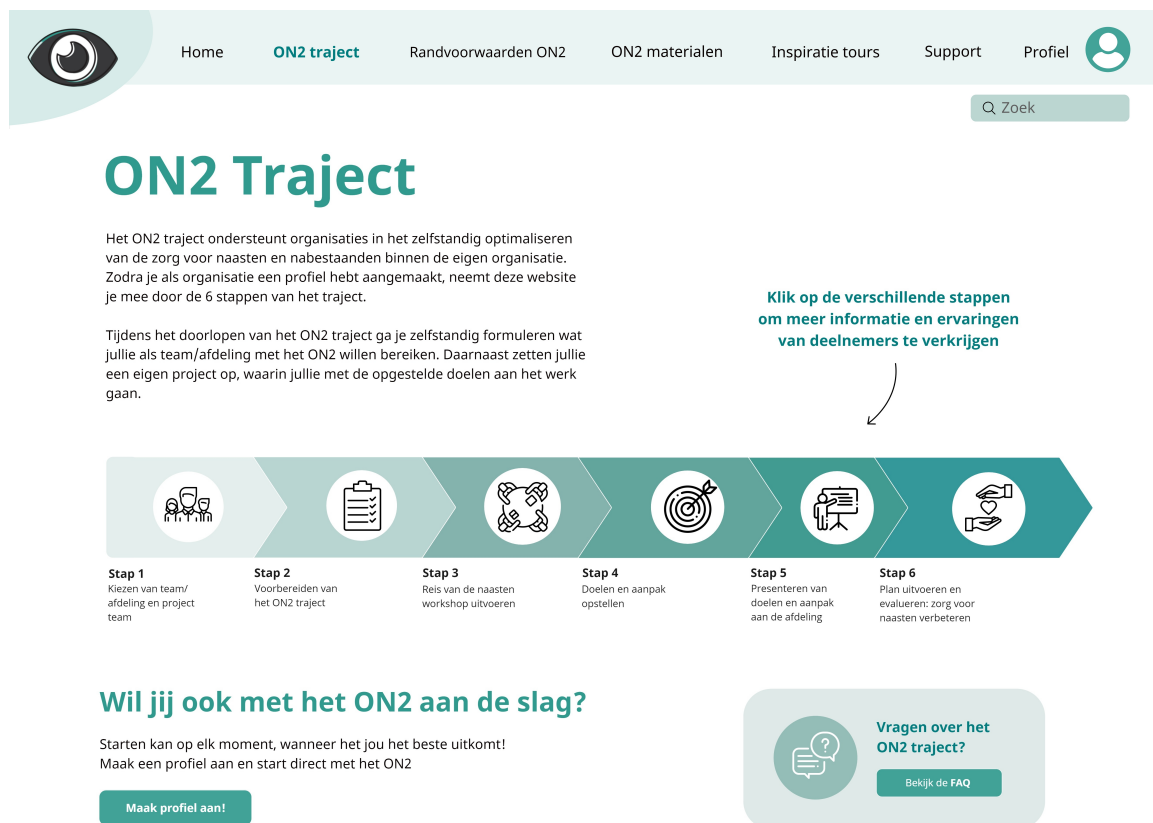 Home
ON2 traject
Randvoorwaarden ON2
ON2 materialen
Inspiratie tours
Support
Profiel
Zoek
ON2 Traject
Het ON2 traject ondersteunt organisaties in het zelfstandig optimaliseren
van de zorg voor naasten en nabestaanden binnen de eigen organisatie.
Zodra je als organisatie een profiel hebt aangemaakt, neemt deze website
je mee door de 6 stappen van het traject.
Tijdens het doorlopen van het ON2 traject ga je zelfstandig formuleren wat
jullie als team/afdeling met het ON2 willen bereiken. Daarnaast zetten jullie
een eigen project op, waarin jullie met de opgestelde doelen aan het werk
gaan.
Klik op de verschillende stappen
om meer informatie en ervaringen
van deelnemers te verkrijgen
Stap 1
Kiezen van team/
afdeling en project
team
Stap 2
Voorbereiden van
het ON2 traject
Stap 3
Reis van de naasten
workshop uitvoeren
Stap 4
Doelen en aanpak
opstellen
Stap 5
Presenteren van
doelen en aanpak
aan de afdeling
Stap 6
Plan uitvoeren en
evalueren: zorg voor
naasten verbeteren
Wil jij ook met het ON2 aan de slag?
Starten kan op elk moment, wanneer het jou het beste uitkomt!
Maak een profiel aan en start direct met het ON2
Maak profiel aan!
Vragen over het
ON2 traject?
Bekijk de FAQ